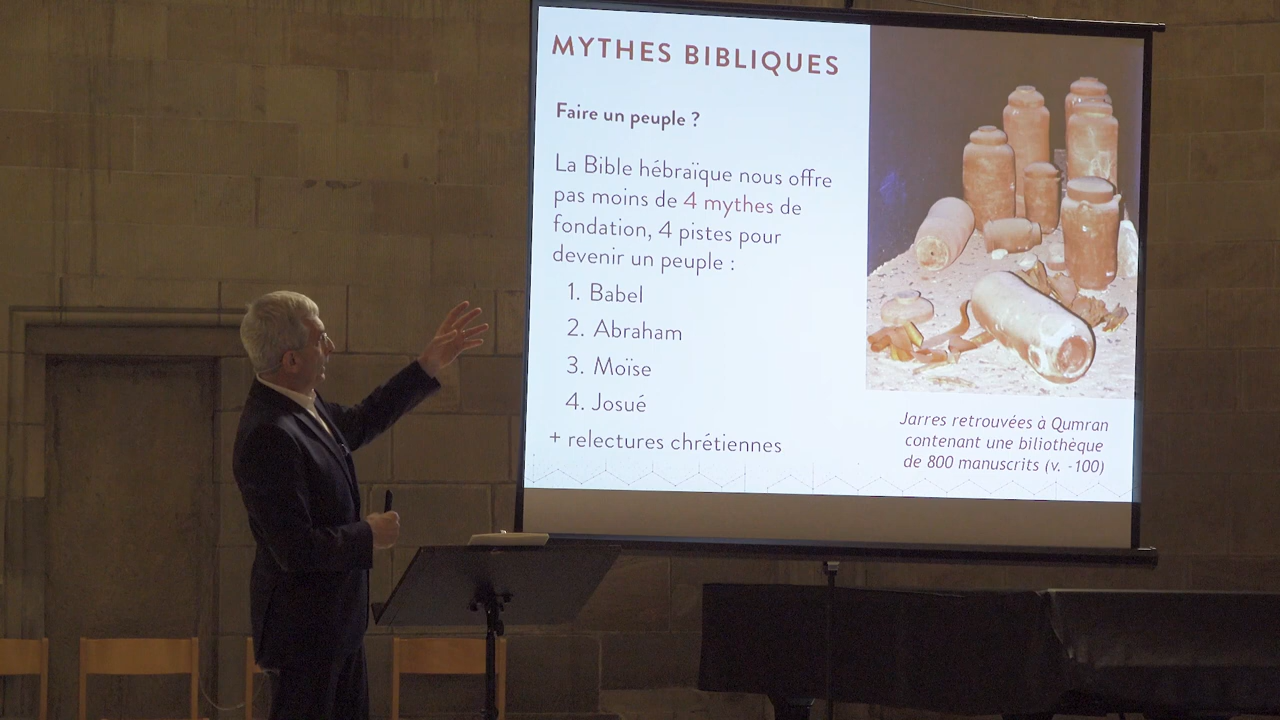 MYTHES BIBLIQUES
Faire un peuple ?
La Bible hébraïque nous offre
pas moins de 4 mythes de
fondation, 4 pistes pour
devenir un peuple :
1. Babel
2. Abraham
3. Moïse
4. Josué
+ relectures chrétiennes
Jarres retrouvées à Qumran
contenant une biliothèque
de 800 manuscrits (v. -100)